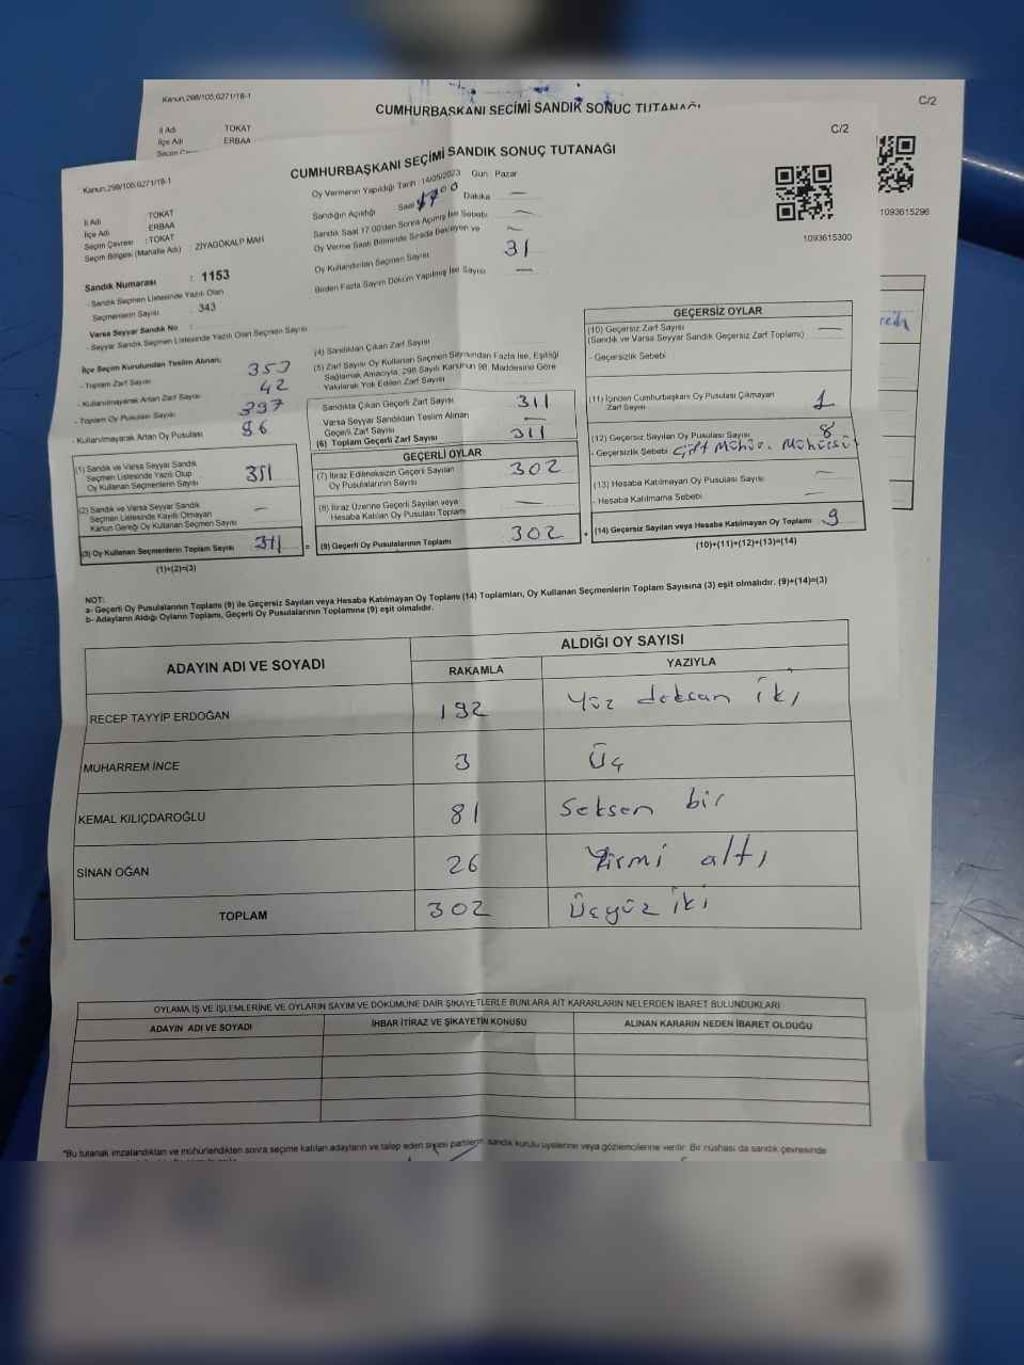 Kanun:298/105;6271/18-1
CUMHURBAŞKANI SEÇİMİ SANDIK SONUÇ TUTANAĞI
C/2
İl Adı TOKAT
İlçe Adı ERBAA
1093615296
Kanun:298/105;6271/18-1
CUMHURBAŞKANI SEÇİMİ SANDIK SONUÇ TUTANAĞI
C/2
1093615300
İl Adı TOKAT
İlçe Adı ERBAA
Seçim Çevresi : TOKAT
Seçim Bölgesi (Mahalle Adı) : ZİYAGÖKALP MAH
Sandık Numarası : 1153
- Sandık Seçmen Listesinde Yazılı Olan
Seçmenlerin Sayısı : 343
Varsa Seyyar Sandık No
- Seyyar Sandık Seçmen Listesinde Yazılı Olan Seçmen Sayısı
Oy Vermenin Yapıldığı Tarih : 14/05/2023 Gün : Pazar
Sandığın Açıldığı Saat 1700 Dakika —
Sandık Saat 17.00'den Sonra Açılmış İse Sebebi —
Oy Verme Saati Bitiminde Sırada Bekleyen ve
Oy Kullandırılan Seçmen Sayısı 31
Birden Fazla Sayım Döküm Yapılmış İse Sayısı —
İlçe Seçim Kurulundan Teslim Alınan;
- Toplam Zarf Sayısı 353
- Kullanılmayarak Artan Zarf Sayısı 42
- Toplam Oy Pusulası Sayısı 397
- Kullanılmayarak Artan Oy Pusulası 86
(1) Sandık ve Varsa Seyyar Sandık
Seçmen Listesinde Yazılı Olup
Oy Kullanan Seçmenlerin Sayısı 311
(2) Sandık ve Varsa Seyyar Sandık
Seçmen Listesinde Kayıtlı Olmayan
Kanun Gereği Oy Kullanan Seçmen Sayısı —
(3) Oy Kullanan Seçmenlerin Toplam Sayısı 311
(1)+(2)=(3)
(4) Sandıktan Çıkan Zarf Sayısı
(5) Zarf Sayısı Oy Kullanan Seçmen Sayısından Fazla İse, Eşitliği
Sağlamak Amacıyla, 298 Sayılı Kanunun 98. Maddesine Göre
Yakılarak Yok Edilen Zarf Sayısı
Sandıkta Çıkan Geçerli Zarf Sayısı 311
Varsa Seyyar Sandıktan Teslim Alınan
Geçerli Zarf Sayısı —
(6) Toplam Geçerli Zarf Sayısı 311
GEÇERLİ OYLAR
(7) İtiraz Edilmeksizin Geçerli Sayılan
Oy Pusulalarının Sayısı 302
(8) İtiraz Üzerine Geçerli Sayılan veya
Hesaba Katılan Oy Pusulası Toplamı —
(9) Geçerli Oy Pusulalarının Toplamı 302
GEÇERSİZ OYLAR
(10) Geçersiz Zarf Sayısı —
(Sandık ve Varsa Seyyar Sandık Geçersiz Zarf Toplamı)
- Geçersizlik Sebebi
(11) İçinden Cumhurbaşkanı Oy Pusulası Çıkmayan
Zarf Sayısı 1
(12) Geçersiz Sayılan Oy Pusulası Sayısı 8
- Geçersizlik Sebebi Çift Mühür. Mühürsüz
(13) Hesaba Katılmayan Oy Pusulası Sayısı —
- Hesaba Katılmama Sebebi —
(14) Geçersiz Sayılan veya Hesaba Katılmayan Oy Toplamı 9
(10)+(11)+(12)+(13)=(14)
NOT:
a- Geçerli Oy Pusulalarının Toplamı (9) ile Geçersiz Sayılan veya Hesaba Katılmayan Oy Toplamı (14) Toplamları, Oy Kullanan Seçmenlerin Toplam Sayısına (3) eşit olmalıdır. (9)+(14)=(3)
b- Adayların Aldığı Oyların Toplamı, Geçerli Oy Pusulalarının Toplamına (9) eşit olmalıdır.
ADAYIN ADI VE SOYADI ALDIĞI OY SAYISI
RAKAMLA YAZIYLA
RECEP TAYYİP ERDOĞAN 192 Yüz doksan iki
MUHARREM İNCE 3 Üç
KEMAL KILIÇDAROĞLU 81 Seksen bir
SİNAN OĞAN 26 Yirmi altı
TOPLAM 302 Üçyüz iki
OYLAMA İŞ VE İŞLEMLERİNE VE OYLARIN SAYIM VE DÖKÜMÜNE DAİR ŞİKAYETLERLE BUNLARA AİT KARARLARIN NELERDEN İBARET BULUNDUKLARI
ADAYIN ADI VE SOYADI İHBAR İTİRAZ VE ŞİKAYETİN KONUSU ALINAN KARARIN NEDEN İBARET OLDUĞU
*Bu tutanak imzalandıktan ve mühürlendikten sonra seçime katılan adayların ve talep eden siyasi partilerin sandık kurulu üyelerine veya gözlemcilerine verilir. Bir nüshası da sandık çevresinde